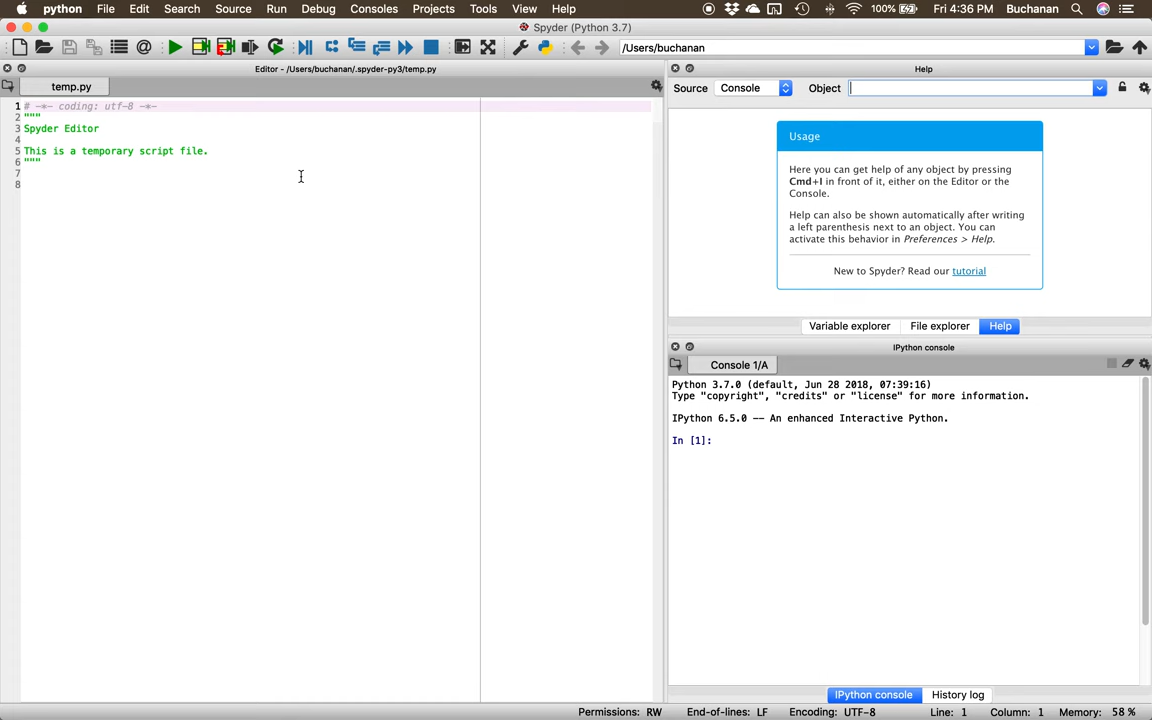 python File Edit Search Source Run Debug Consoles Projects Tools View Help 100% Fri 4:36 PM Buchanan
Spyder (Python 3.7)
/Users/buchanan
Editor - /Users/buchanan/.spyder-py3/temp.py
temp.py
1 # -*- coding: utf-8 -*-
2 """
3 Spyder Editor
4
5 This is a temporary script file.
6 """
7
8
Help
Source Console Object
Usage
Here you can get help of any object by pressing
Cmd+I in front of it, either on the Editor or the
Console.
Help can also be shown automatically after writing
a left parenthesis next to an object. You can
activate this behavior in Preferences > Help.
New to Spyder? Read our tutorial
Variable explorer File explorer Help
IPython console
Console 1/A
Python 3.7.0 (default, Jun 28 2018, 07:39:16)
Type "copyright", "credits" or "license" for more information.
IPython 6.5.0 -- An enhanced Interactive Python.
In [1]:
IPython console History log
Permissions: RW End-of-lines: LF Encoding: UTF-8 Line: 1 Column: 1 Memory: 58 %